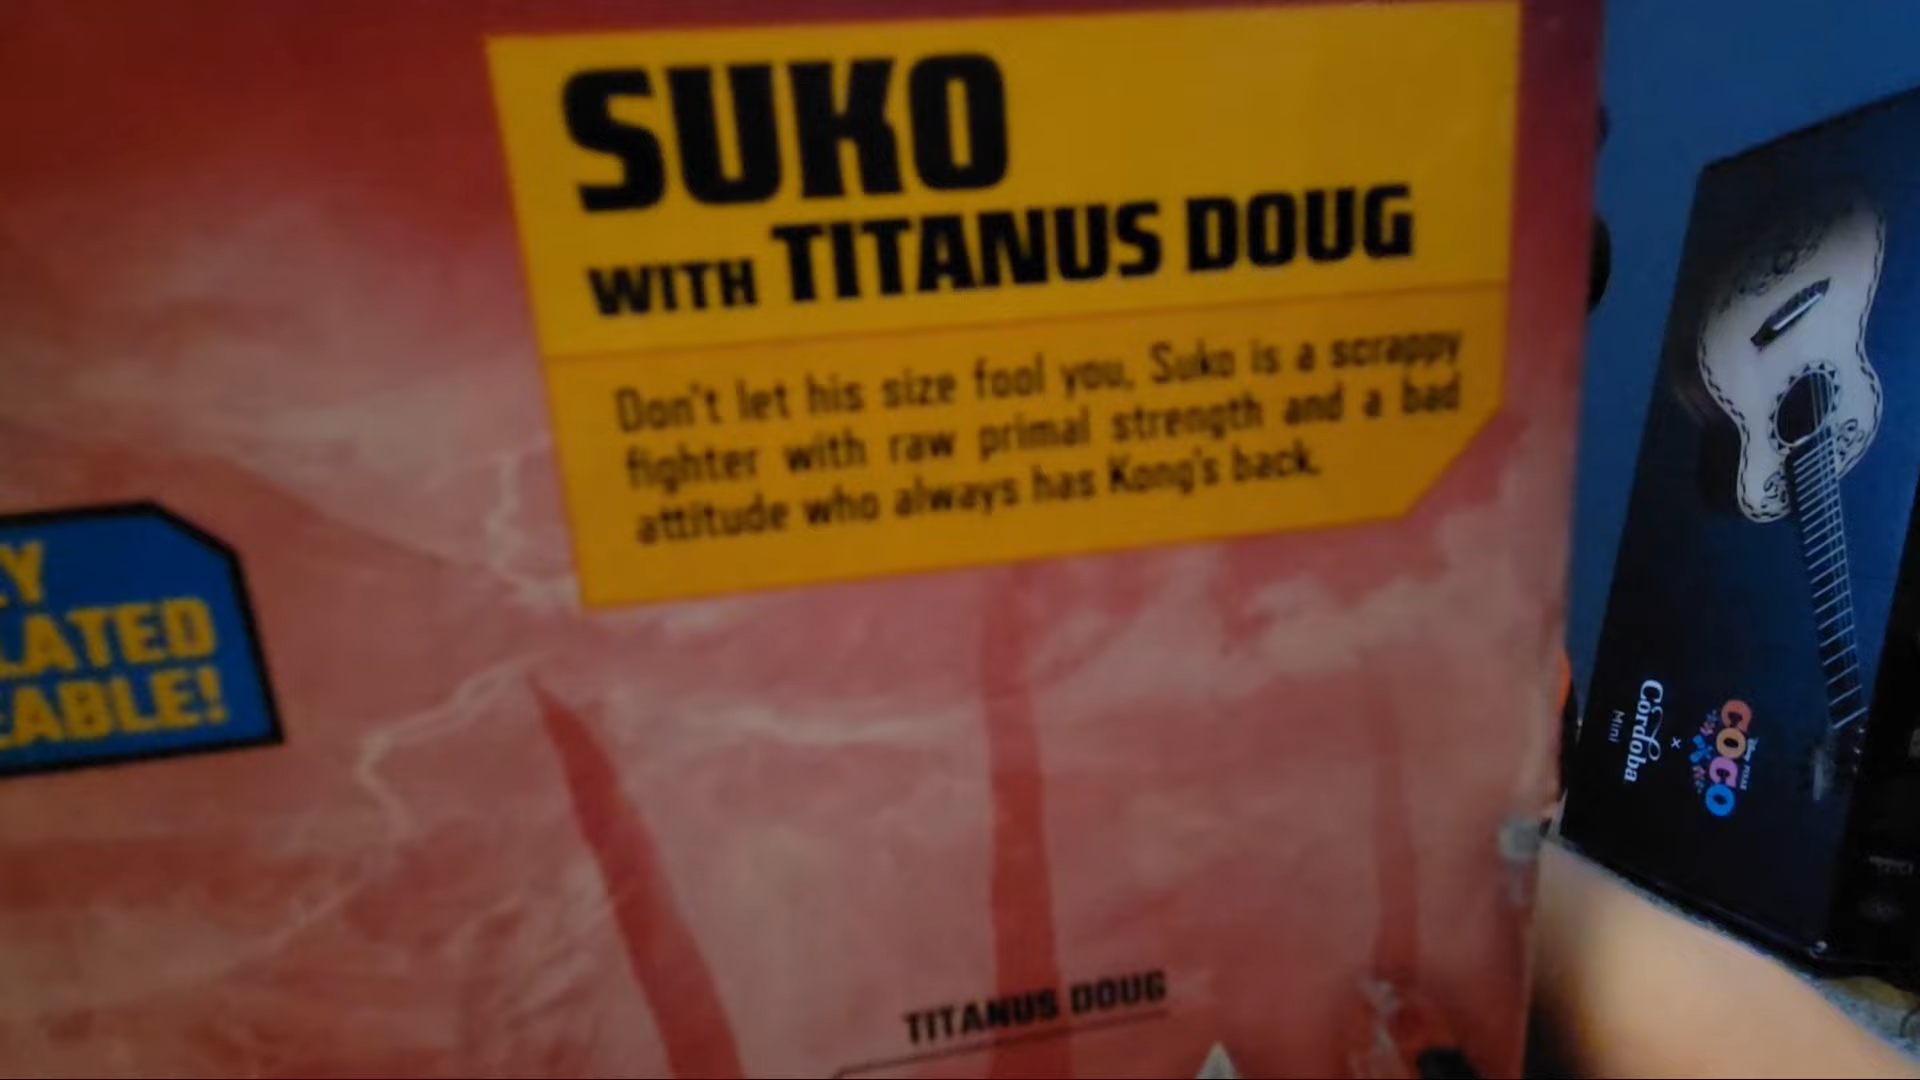 SUKO
WITH TITANUS DOUG
Don't let his size fool you, Suko is a scrappy
fighter with raw primal strength and a bad
attitude who always has Kong's back.
Y
LATED
EABLE!
TITANUS DOUG
Córdoba
Mini
x
COCO